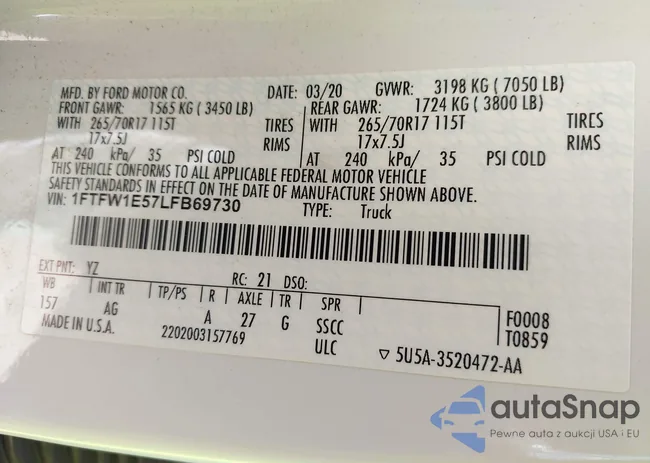 MFD. BY FORD MOTOR CO. DATE: 03/20 GVWR: 3198 KG ( 7050 LB)
FRONT GAWR: 1565 KG ( 3450 LB) REAR GAWR: 1724 KG ( 3800 LB)
WITH 265/70R17 115T TIRES WITH 265/70R17 115T TIRES
17x7.5J RIMS 17x7.5J RIMS
AT 240 kPa/ 35 PSI COLD AT 240 kPa/ 35 PSI COLD
THIS VEHICLE CONFORMS TO ALL APPLICABLE FEDERAL MOTOR VEHICLE
SAFETY STANDARDS IN EFFECT ON THE DATE OF MANUFACTURE SHOWN ABOVE.
VIN: 1FTFW1E57LFB69730 TYPE: Truck
EXT PNT: YZ RC: 21 DSO:
WB INT TR TP/PS R AXLE TR SPR
157 AG A 27 G SSCC F0008
MADE IN U.S.A. 2202003157769 ULC ▽ 5U5A-3520472-AA T0859
autaSnap
Pewne auta z aukcji USA i EU